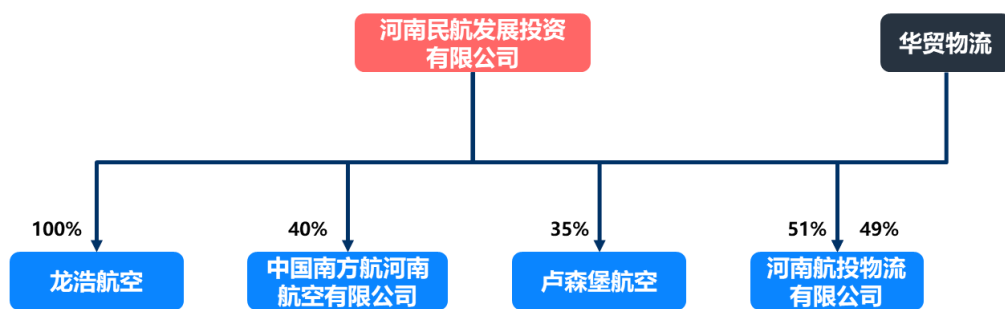 河南民航发展投资
有限公司
华贸物流
100%
40%
35%
51%
49%
龙浩航空
中国南方航河南
航空有限公司
卢森堡航空
河南航投物流
有限公司